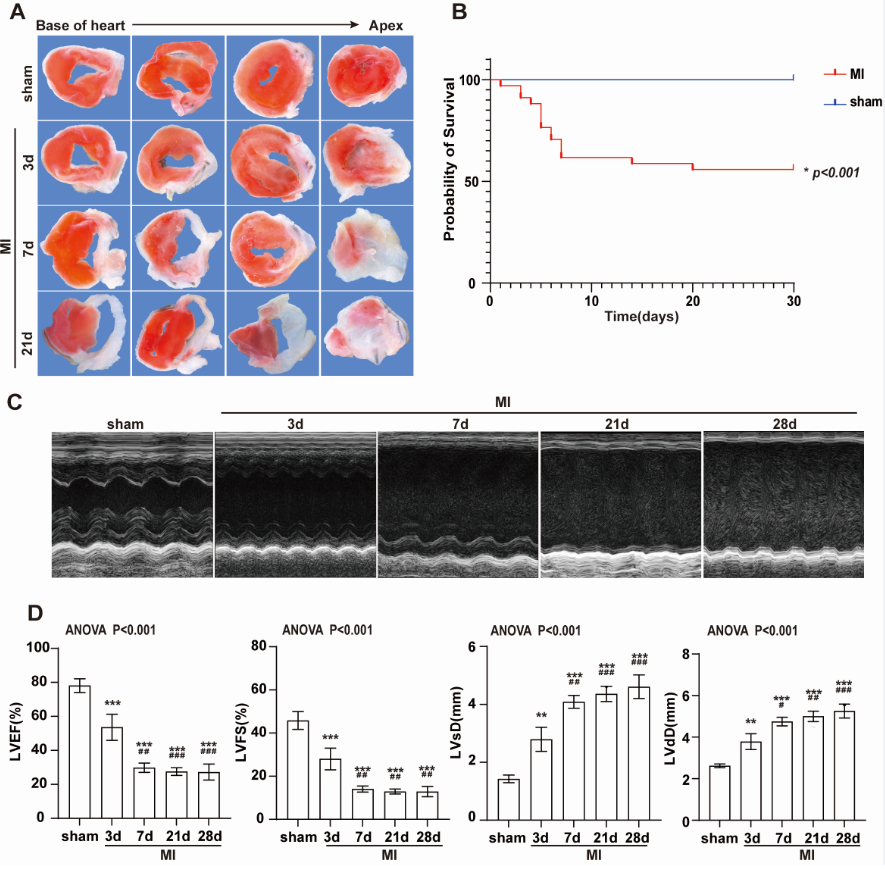 A
Base of heart
Apex
sham
3d
7d
21d
MI
B
Probability of Survival
100
50
0
0 10 20 30
Time(days)
MI
sham
* p<0.001
C
MI
sham 3d 7d 21d 28d
D
ANOVA P<0.001
LVEF(%)
100
80
60
40
20
0
***
***
##
***
###
***
###
sham 3d 7d 21d 28d
MI
ANOVA P<0.001
LVFS(%)
80
60
40
20
0
***
***
##
***
##
***
##
sham 3d 7d 21d 28d
MI
ANOVA P<0.001
LVsD(mm)
6
4
2
0
**
***
##
***
###
***
###
sham 3d 7d 21d 28d
MI
ANOVA P<0.001
LVdD(mm)
8
6
4
2
0
**
***
#
***
##
***
###
sham 3d 7d 21d 28d
MI